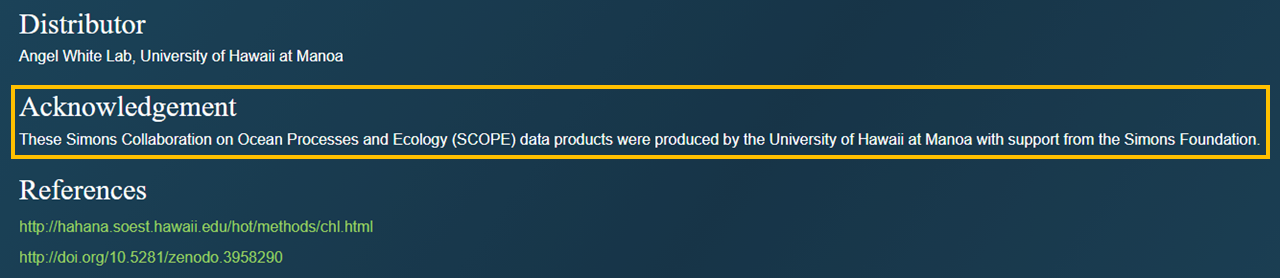 Distributor
Angel White Lab, University of Hawaii at Manoa
Acknowledgement
These Simons Collaboration on Ocean Processes and Ecology (SCOPE) data products were produced by the University of Hawaii at Manoa with support from the Simons Foundation.
References
http://hahana.soest.hawaii.edu/hot/methods/chl.html
http://doi.org/10.5281/zenodo.3958290